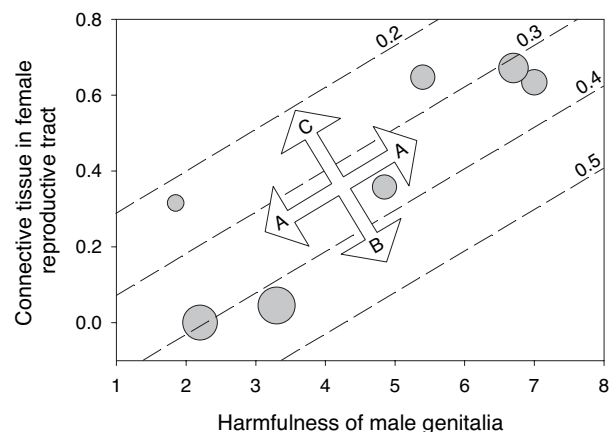 0.8
0.6
0.4
0.2
0.0
Connective tissue in female
reproductive tract
0.2
0.3
0.4
0.5
C
A
A
B
1 2 3 4 5 6 7 8
Harmfulness of male genitalia